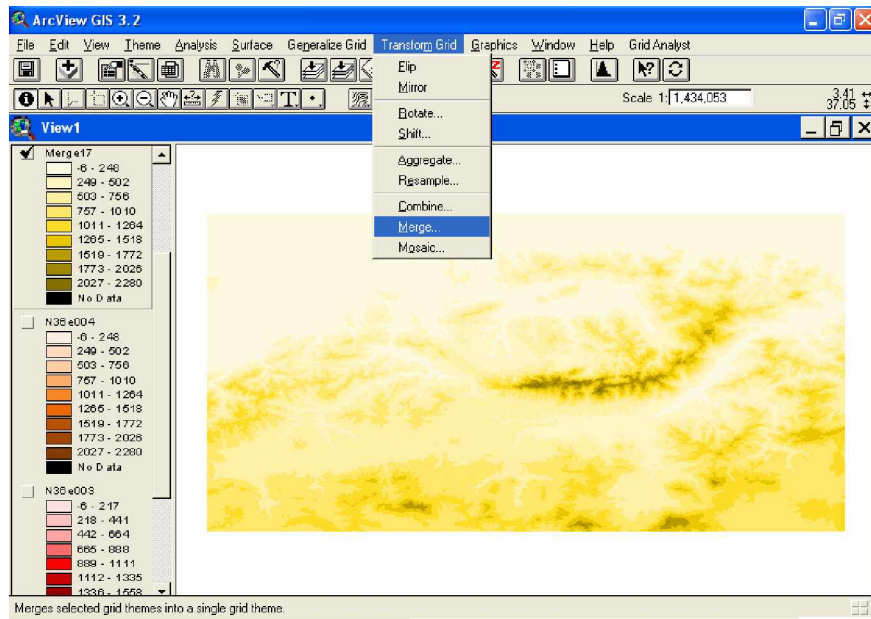 ArcView GIS 3.2
File Edit View Theme Analysis Surface Generalize Grid Transform Grid Graphics Window Help Grid Analyst
Scale 1: 1,434,053
3.41
37.05
Flip
Mirror
Rotate...
Shift...
Aggregate...
Resample...
Combine...
Merge...
Mosaic...
View1
Merge17
-6 - 248
249 - 502
503 - 756
757 - 1010
1011 - 1264
1265 - 1518
1519 - 1772
1773 - 2026
2027 - 2280
No Data
N36e004
-6 - 248
249 - 502
503 - 756
757 - 1010
1011 - 1264
1265 - 1518
1519 - 1772
1773 - 2026
2027 - 2280
No Data
N36e003
-6 - 217
218 - 441
442 - 664
665 - 888
889 - 1111
1112 - 1335
1336 - 1558
Merges selected grid themes into a single grid theme.